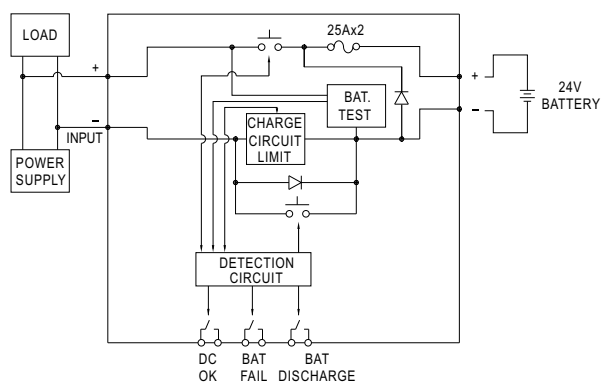 LOAD
25Ax2
+
+
24V
BATTERY
BAT.
TEST
−
−
INPUT
CHARGE
CIRCUIT
LIMIT
POWER
SUPPLY
DETECTION
CIRCUIT
DC
OK
BAT
FAIL
BAT
DISCHARGE